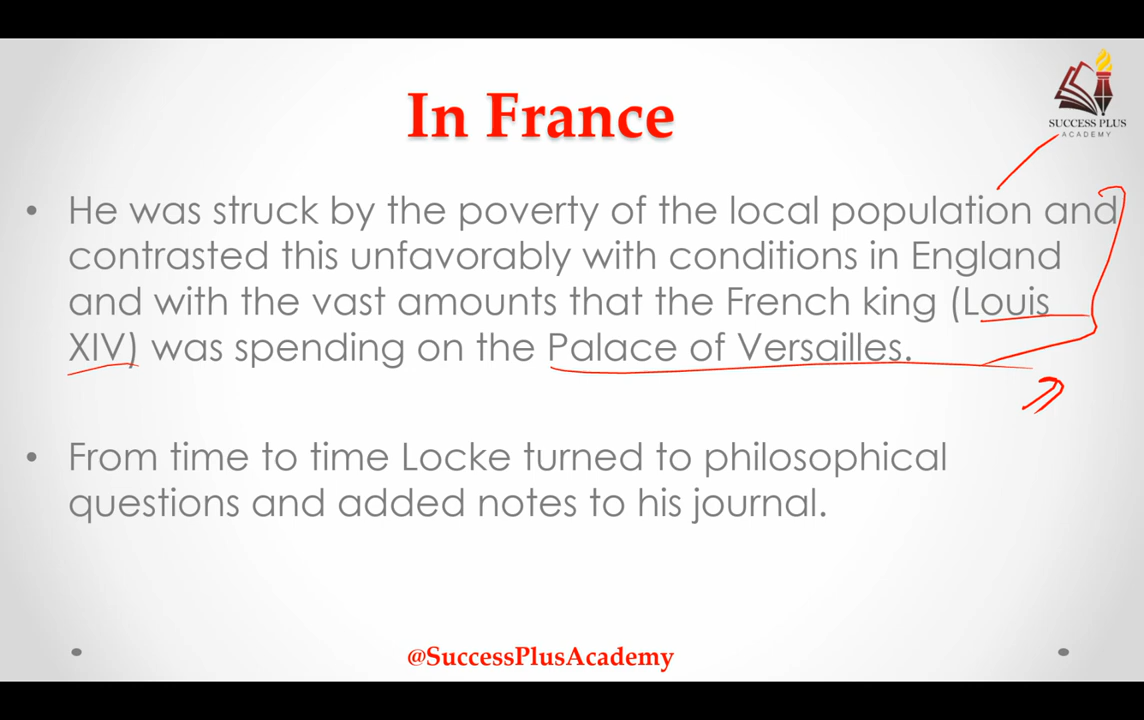 SUCCESS PLUS
ACADEMY
In France
• He was struck by the poverty of the local population and
contrasted this unfavorably with conditions in England
and with the vast amounts that the French king (Louis
XIV) was spending on the Palace of Versailles.
• From time to time Locke turned to philosophical
questions and added notes to his journal.
@SuccessPlusAcademy